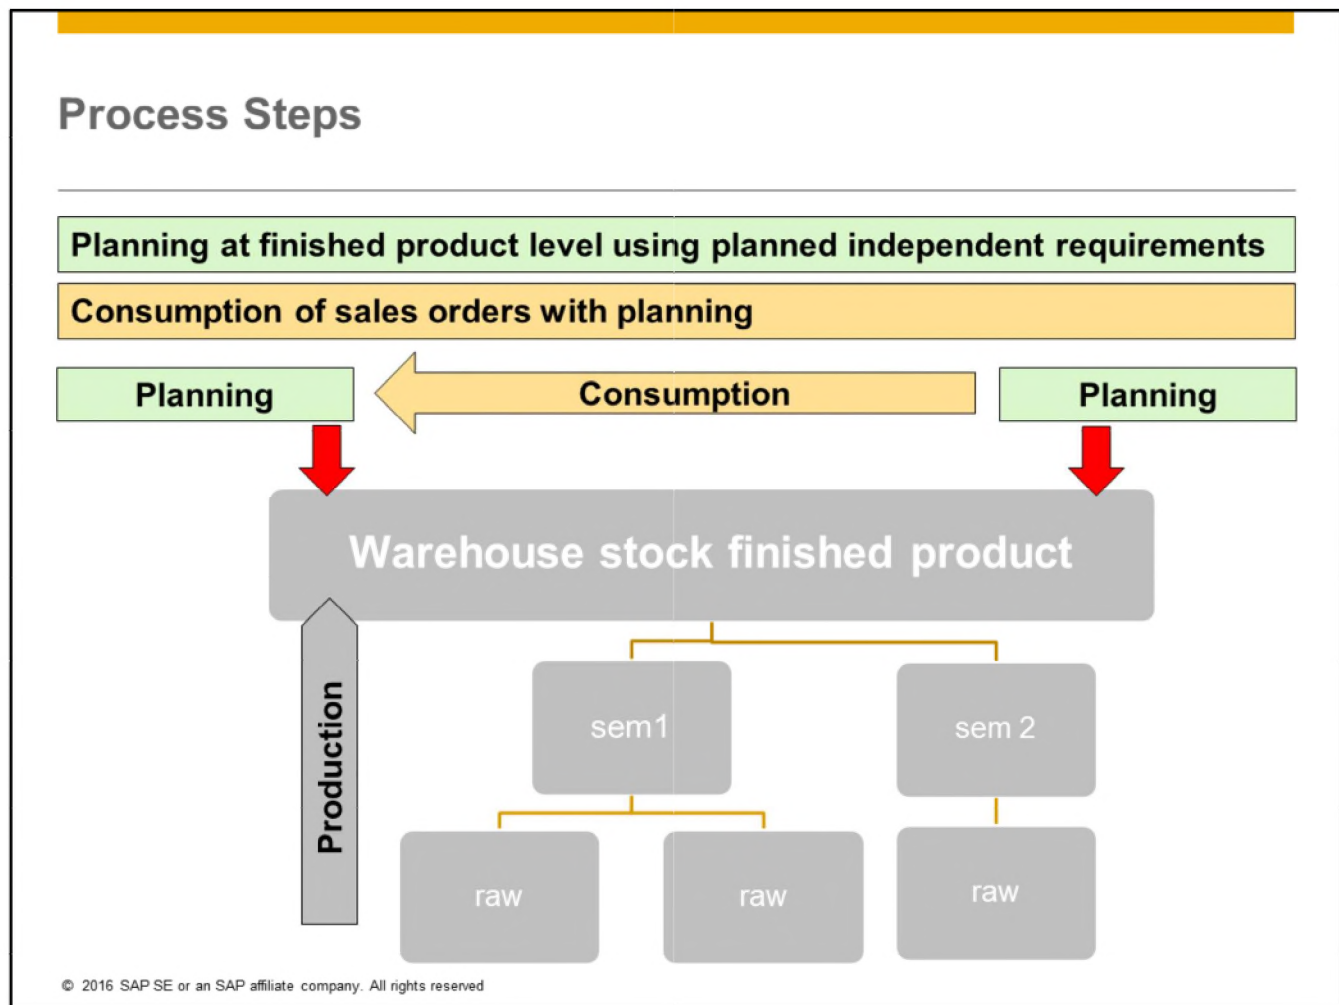 Process Steps
Planning at finished product level using planned independent requirements
Consumption of sales orders with planning
Planning
Consumption
Planning
Warehouse stock finished product
Production
sem1
sem 2
raw
raw
raw
© 2016 SAP SE or an SAP affiliate company. All rights reserved